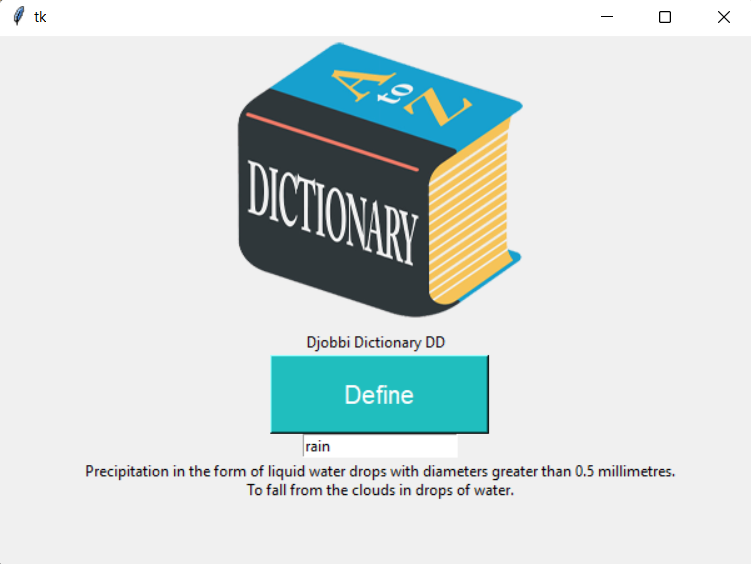 tk
A
to
Z
DICTIONARY
Djobbi Dictionary DD
Define
rain
Precipitation in the form of liquid water drops with diameters greater than 0.5 millimetres.
To fall from the clouds in drops of water.